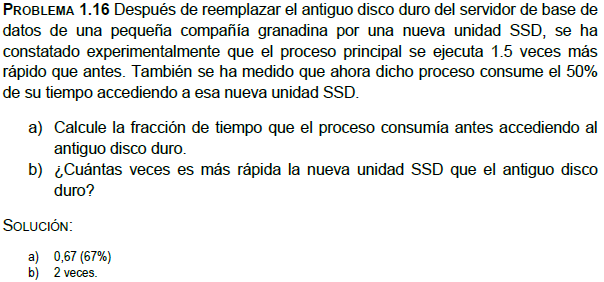 PROBLEMA 1.16 Después de reemplazar el antiguo disco duro del servidor de base de
datos de una pequeña compañía granadina por una nueva unidad SSD, se ha
constatado experimentalmente que el proceso principal se ejecuta 1.5 veces más
rápido que antes. También se ha medido que ahora dicho proceso consume el 50%
de su tiempo accediendo a esa nueva unidad SSD.
a) Calcule la fracción de tiempo que el proceso consumía antes accediendo al
antiguo disco duro.
b) ¿Cuántas veces es más rápida la nueva unidad SSD que el antiguo disco
duro?
SOLUCIÓN:
a) 0,67 (67%)
b) 2 veces.